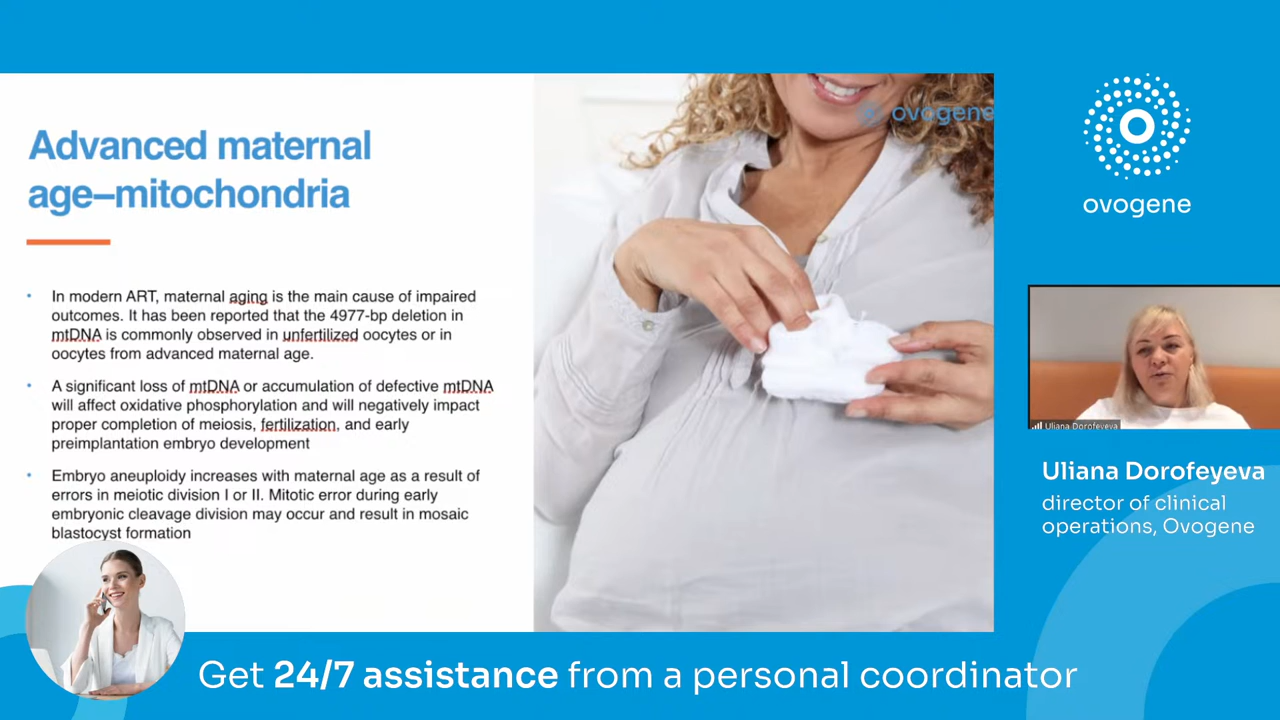 Advanced maternal
age–mitochondria
• In modern ART, maternal aging is the main cause of impaired
outcomes. It has been reported that the 4977-bp deletion in
mtDNA is commonly observed in unfertilized oocytes or in
oocytes from advanced maternal age.
• A significant loss of mtDNA or accumulation of defective mtDNA
will affect oxidative phosphorylation and will negatively impact
proper completion of meiosis, fertilization, and early
preimplantation embryo development
• Embryo aneuploidy increases with maternal age as a result of
errors in meiotic division I or II. Mitotic error during early
embryonic cleavage division may occur and result in mosaic
blastocyst formation
ovogene
ovogene
Uliana Dorofeyeva
Uliana Dorofeyeva
director of clinical
operations, Ovogene
Get 24/7 assistance from a personal coordinator